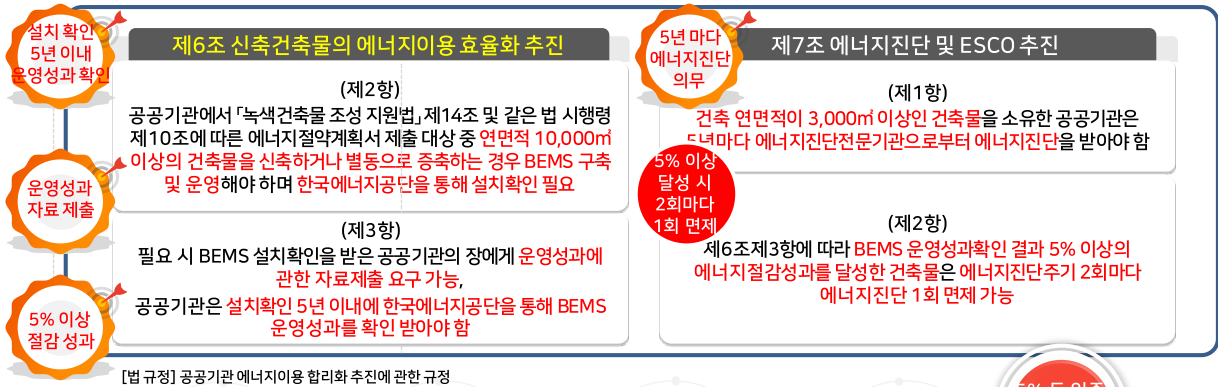 설치 확인
5년 이내
운영성과 확인
제6조 신축건축물의 에너지이용 효율화 추진
(제2항)
공공기관에서 「녹색건축물 조성 지원법」 제14조 및 같은 법 시행령
제10조에 따른 에너지절약계획서 제출 대상 중 연면적 10,000㎡
이상의 건축물을 신축하거나 별동으로 증축하는 경우 BEMS 구축
및 운영해야 하며 한국에너지공단을 통해 설치확인 필요
운영성과
자료 제출
(제3항)
필요 시 BEMS 설치확인을 받은 공공기관의 장에게 운영성과에
관한 자료제출 요구 가능,
공공기관은 설치확인 5년 이내에 한국에너지공단을 통해 BEMS
운영성과를 확인 받아야 함
5% 이상
절감 성과
5년 마다
에너지진단
의무
제7조 에너지진단 및 ESCO 추진
(제1항)
건축 연면적이 3,000㎡ 이상인 건축물을 소유한 공공기관은
5년마다 에너지진단전문기관으로부터 에너지진단을 받아야 함
5% 이상
달성 시
2회마다
1회 면제
(제2항)
제6조제3항에 따라 BEMS 운영성과확인 결과 5% 이상의
에너지절감성과를 달성한 건축물은 에너지진단주기 2회마다
에너지진단 1회 면제 가능
[법 규정] 공공기관 에너지이용 합리화 추진에 관한 규정